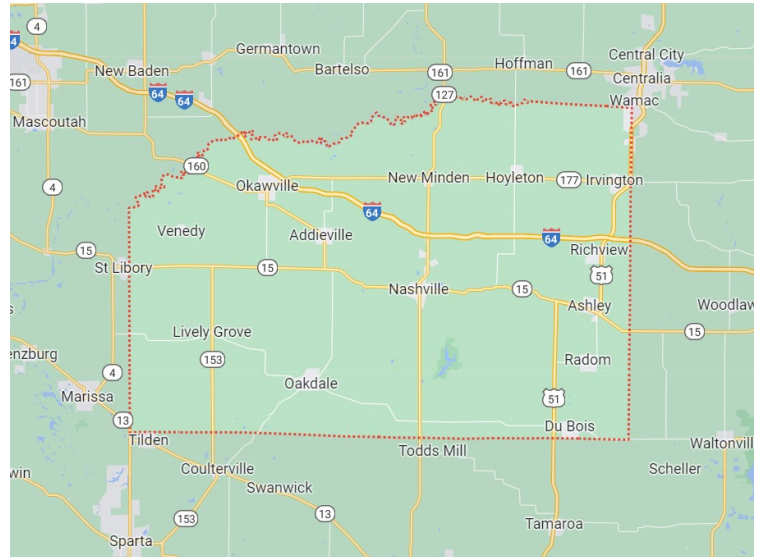 4
Germantown
Central City
4
New Baden
Bartelso
161
Hoffman
161
Centralia
161
64
64
127
Wamac
Mascoutah
160
4
Okawville
New Minden
Hoyleton
177
Irvington
64
Venedy
Addieville
64
15
Richview
St Libory
15
51
Nashville
15
Ashley
Woodlaw
Lively Grove
15
153
enzburg
Radom
4
Oakdale
Marissa
51
13
Du Bois
Tilden
Todds Mill
Waltonvill
Coulterville
Scheller
win
Swanwick
153
13
Tamaroa
Sparta